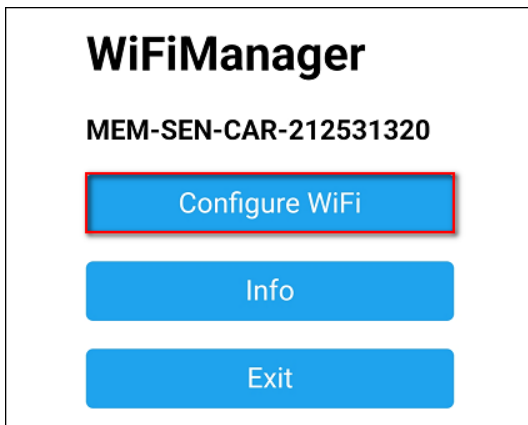 WiFiManager
MEM-SEN-CAR-212531320
Configure WiFi
Info
Exit